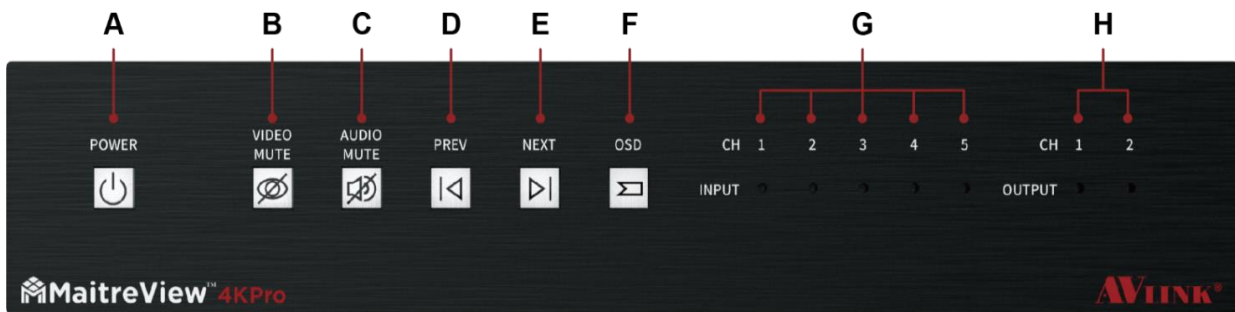 A B C D E F G H
POWER VIDEO MUTE AUDIO MUTE PREV NEXT OSD CH 1 2 3 4 5 CH 1 2
INPUT OUTPUT
MaitreView™ 4KPro AVLINK®